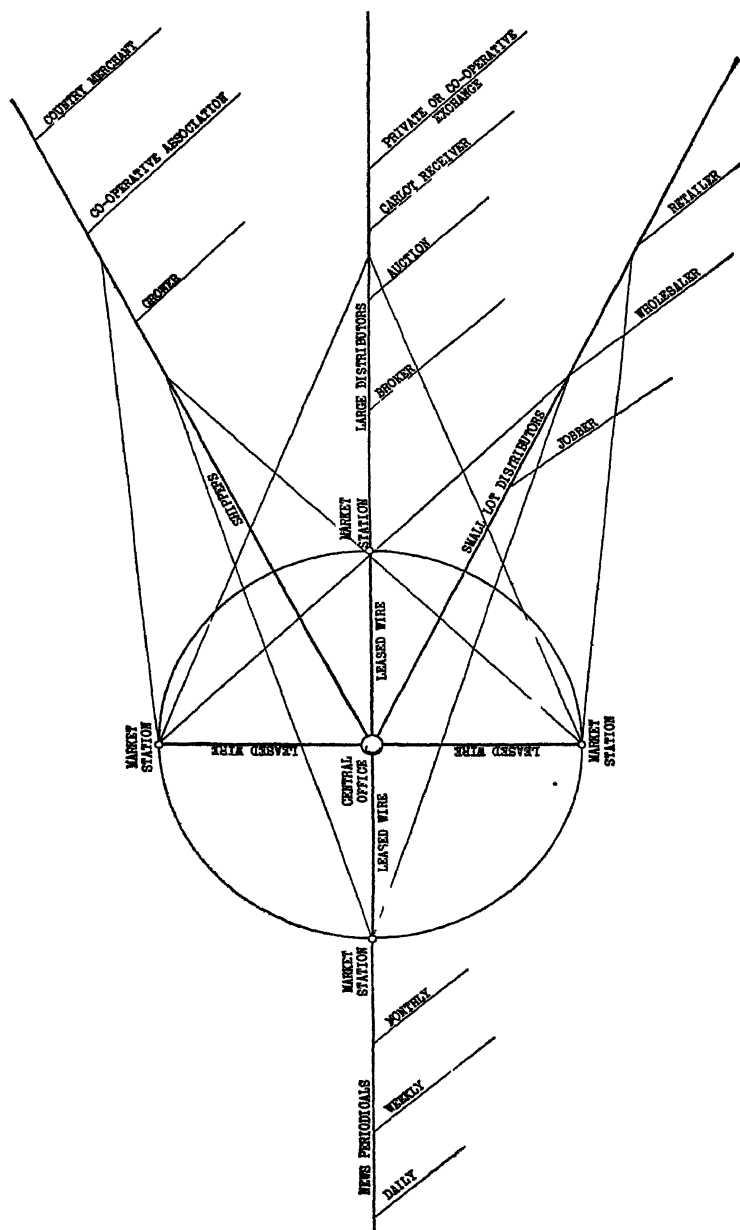 COUNTRY MERCHANT
CO-OPERATIVE ASSOCIATION
GROWER
SHIPPERS
PRIVATE OR CO-OPERATIVE
EXCHANGE
CARLOT RECEIVER
AUCTION
LARGE DISTRIBUTORS
BROKER
RETAILER
WHOLESALER
JOBBER
SMALL LOT DISTRIBUTORS
MARKET
STATION
LEASED WIRE
MARKET
STATION
LEASED WIRE
CENTRAL
OFFICE
LEASED WIRE
MARKET
STATION
LEASED WIRE
MARKET
STATION
NEWS PERIODICALS
MONTHLY
WEEKLY
DAILY